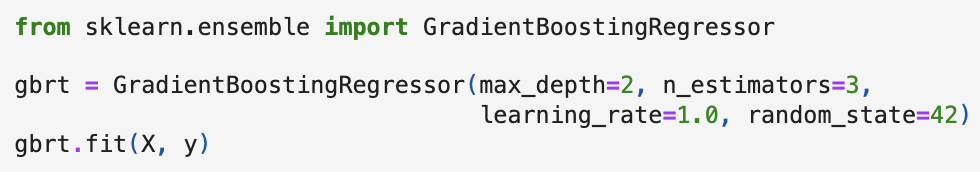 from sklearn.ensemble import GradientBoostingRegressor
gbrt = GradientBoostingRegressor(max_depth=2, n_estimators=3,
                                 learning_rate=1.0, random_state=42)
gbrt.fit(X, y)